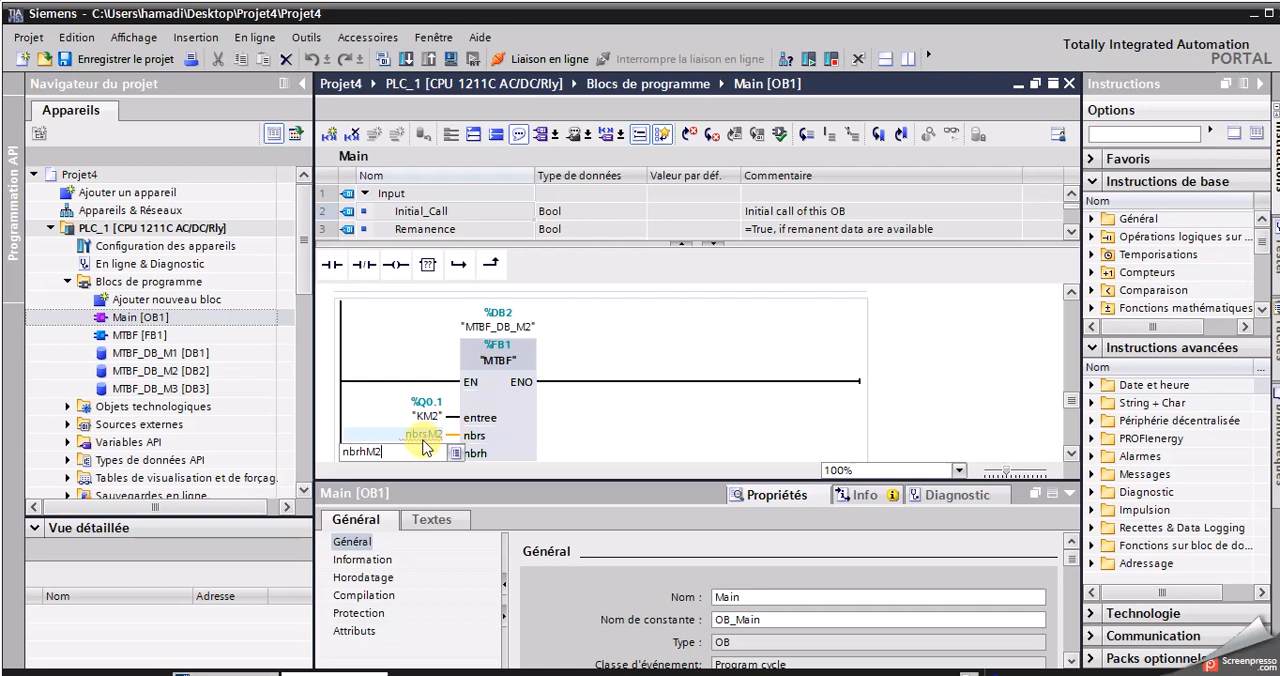 Siemens - C:\Users\hamadi\Desktop\Projet4\Projet4
Projet Edition Affichage Insertion En ligne Outils Accessoires Fenêtre Aide
Enregistrer le projet Liaison en ligne Interrompre la liaison en ligne
Totally Integrated Automation
PORTAL
Navigateur du projet
Appareils
Programmation API
Projet4
Ajouter un appareil
Appareils & Réseaux
PLC_1 [CPU 1211C AC/DC/Rly]
Configuration des appareils
En ligne & Diagnostic
Blocs de programme
Ajouter nouveau bloc
Main [OB1]
MTBF [FB1]
MTBF_DB_M1 [DB1]
MTBF_DB_M2 [DB2]
MTBF_DB_M3 [DB3]
Objets technologiques
Sources externes
Variables API
Types de données API
Tables de visualisation et de forçag.
Sauvegardes en ligne
Vue détaillée
Nom Adresse
Projet4 PLC_1 [CPU 1211C AC/DC/Rly] Blocs de programme Main [OB1]
Main
Nom Type de données Valeur par déf. Commentaire
1 Input
2 Initial_Call Bool Initial call of this OB
3 Remanence Bool =True, if remanent data are available
%DB2
"MTBF_DB_M2"
%FB1
"MTBF"
EN ENO
%Q0.1
"KM2" entree
nbrsM2 nbrs
nbrhM2 nbrh
100%
Main [OB1] Propriétés Info Diagnostic
Général Textes
Général
Information
Horodatage
Compilation
Protection
Attributs
Général
Nom : Main
Nom de constante : OB_Main
Type : OB
Classe d'événement: Program cycle
Instructions
Options
Favoris
Instructions de base
Nom
Général
Opérations logiques sur ...
Temporisations
Compteurs
Comparaison
Fonctions mathématiques
Instructions avancées
Nom ...
Date et heure
String + Char
Périphérie décentralisée
PROFIenergy
Alarmes
Messages
Diagnostic
Impulsion
Recettes & Data Logging
Fonctions sur bloc de do...
Adressage
Technologie
Communication
Packs optionnels
Screenpresso
.com